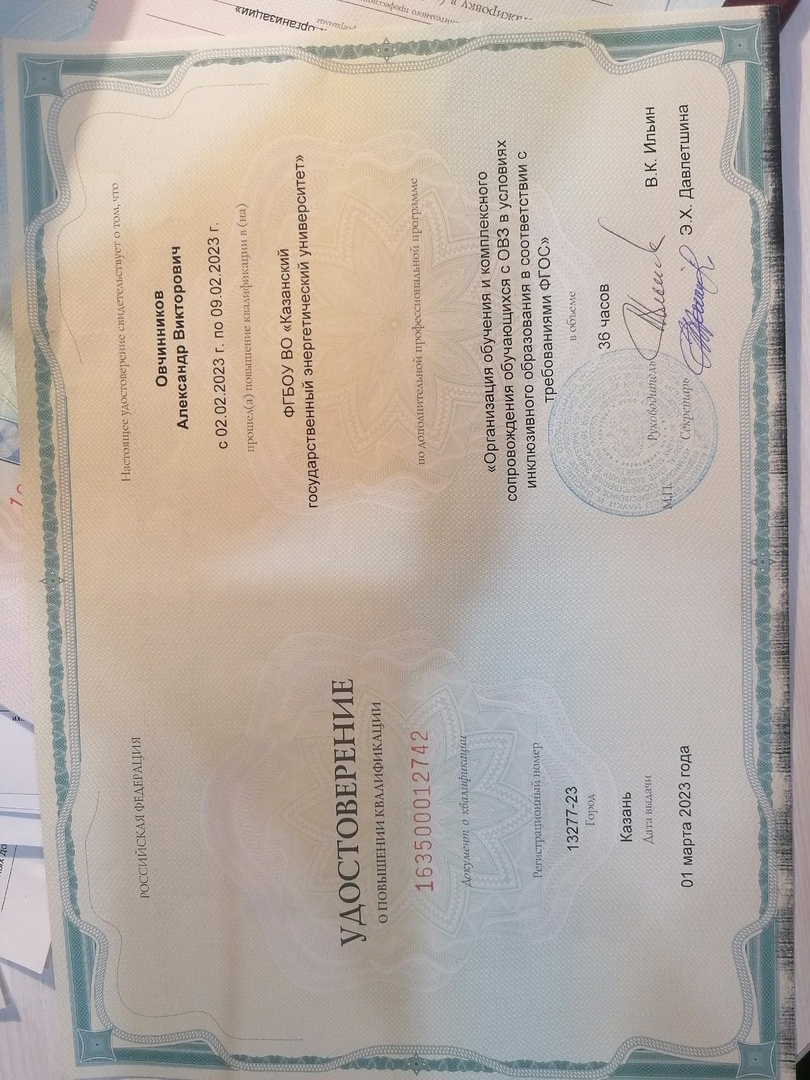 РОССИЙСКАЯ ФЕДЕРАЦИЯ
УДОСТОВЕРЕНИЕ
О ПОВЫШЕНИИ КВАЛИФИКАЦИИ
163500012742
Документ о квалификации
Регистрационный номер
13277-23
Город
Казань
Дата выдачи
01 марта 2023 года
Настоящее удостоверение свидетельствует о том, что
Овчинников
Александр Викторович
с 02.02.2023 г. по 09.02.2023 г.
прошел(а) повышение квалификации в (на)
ФГБОУ ВО «Казанский
государственный энергетический университет»
по дополнительной профессиональной программе
«Организация обучения и комплексного
сопровождения обучающихся с ОВЗ в условиях
инклюзивного образования в соответствии с
требованиями ФГОС»
в объеме
36 часов
Руководитель В.К. Ильин
Секретарь Э.Х. Давлетшина
М.П.
организации»